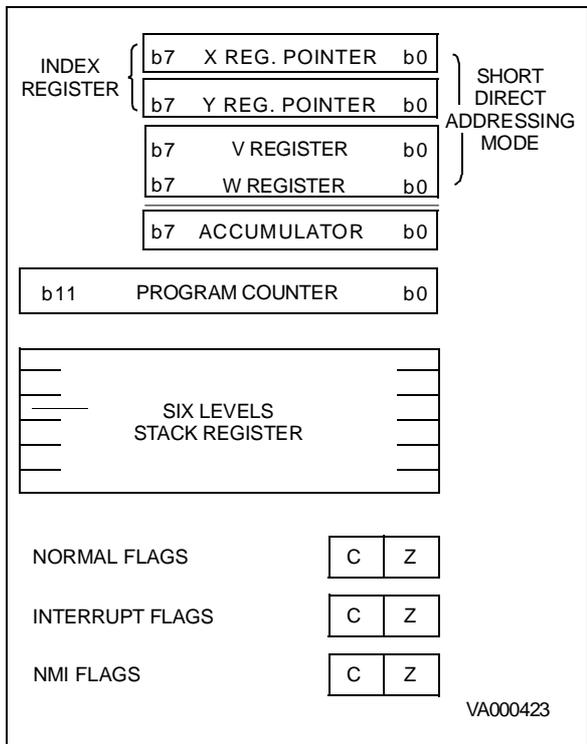 INDEX
REGISTER
b7 X REG. POINTER b0
b7 Y REG. POINTER b0
b7 V REGISTER b0
b7 W REGISTER b0
SHORT
DIRECT
ADDRESSING
MODE
b7 ACCUMULATOR b0
b11 PROGRAM COUNTER b0
SIX LEVELS
STACK REGISTER
NORMAL FLAGS C Z
INTERRUPT FLAGS C Z
NMI FLAGS C Z
VA000423